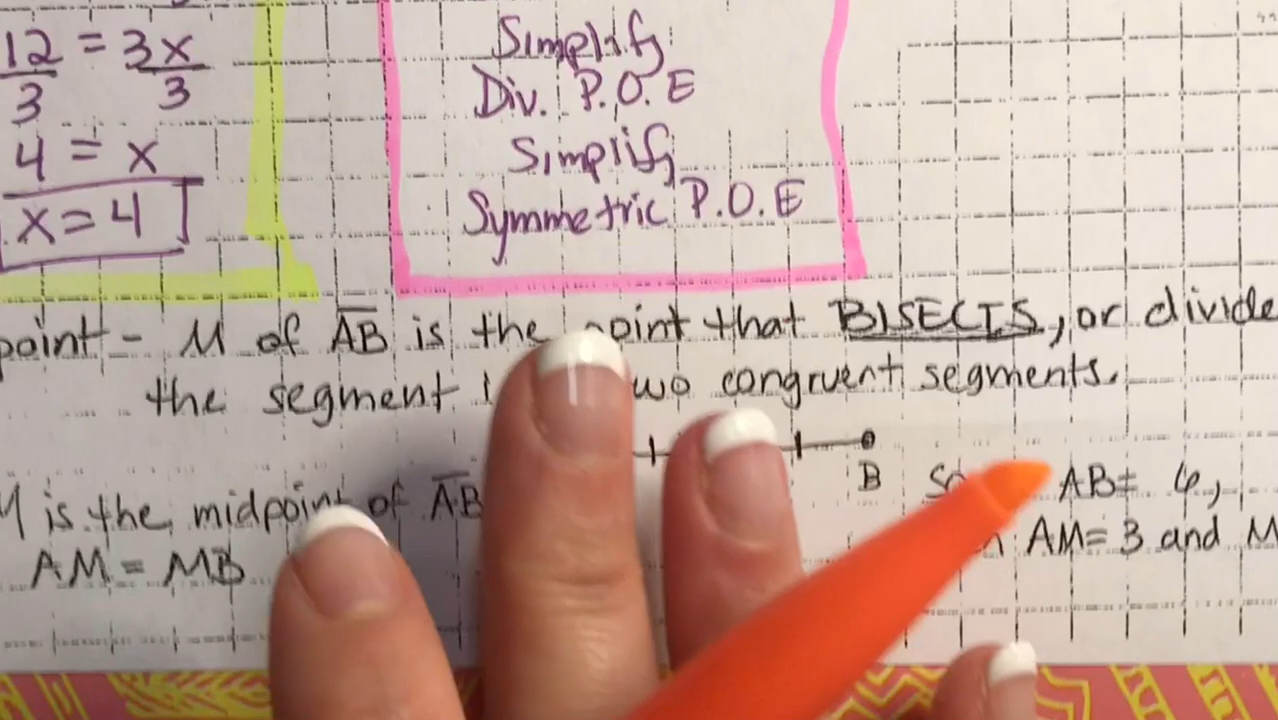 12 = 3x
3 3
4 = x
x = 4
Simplify
Div. P.O.E
Simplify
Symmetric P.O.E
point - M of AB is the point that BISECTS, or divide
the segment two congruent segments.
B
M is the midpoint of AB
AM = MB
AB = 6,
AM = 3 and M